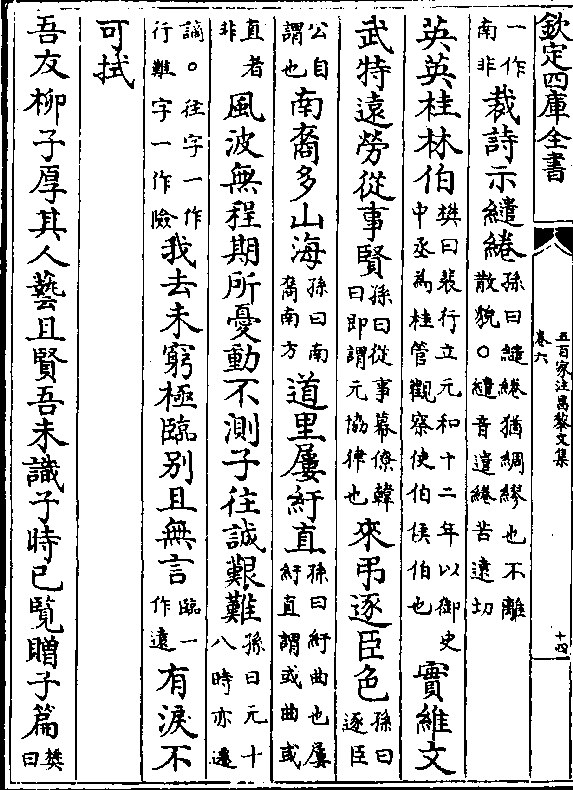 欽定四庫全書
五百家注昌黎文集
卷六
十四
一作南非裁詩示繾綣孫曰繾綣猶綢繆也不離散貌○繾音遣綣苦遠切
英英桂林伯樊曰裴行立元和十二年以御史中丞為桂管觀察使伯侯伯也實維文
武特遠勞從事賢孫曰從事幕僚韓曰即謂元協律也來弔逐臣色孫曰逐臣
公自謂也南裔多山海孫曰南裔南方道里屢紆直孫曰紆曲也屢紆直謂或曲或
直者非風波無程期所憂動不測子往誠艱難孫曰元十八時亦遷
謫○往字一作行難字一作險我去未窮極臨别且無言臨一作遠有淚不
可拭
吾友柳子厚其人藝且賢吾未識子時已覧贈子篇樊曰